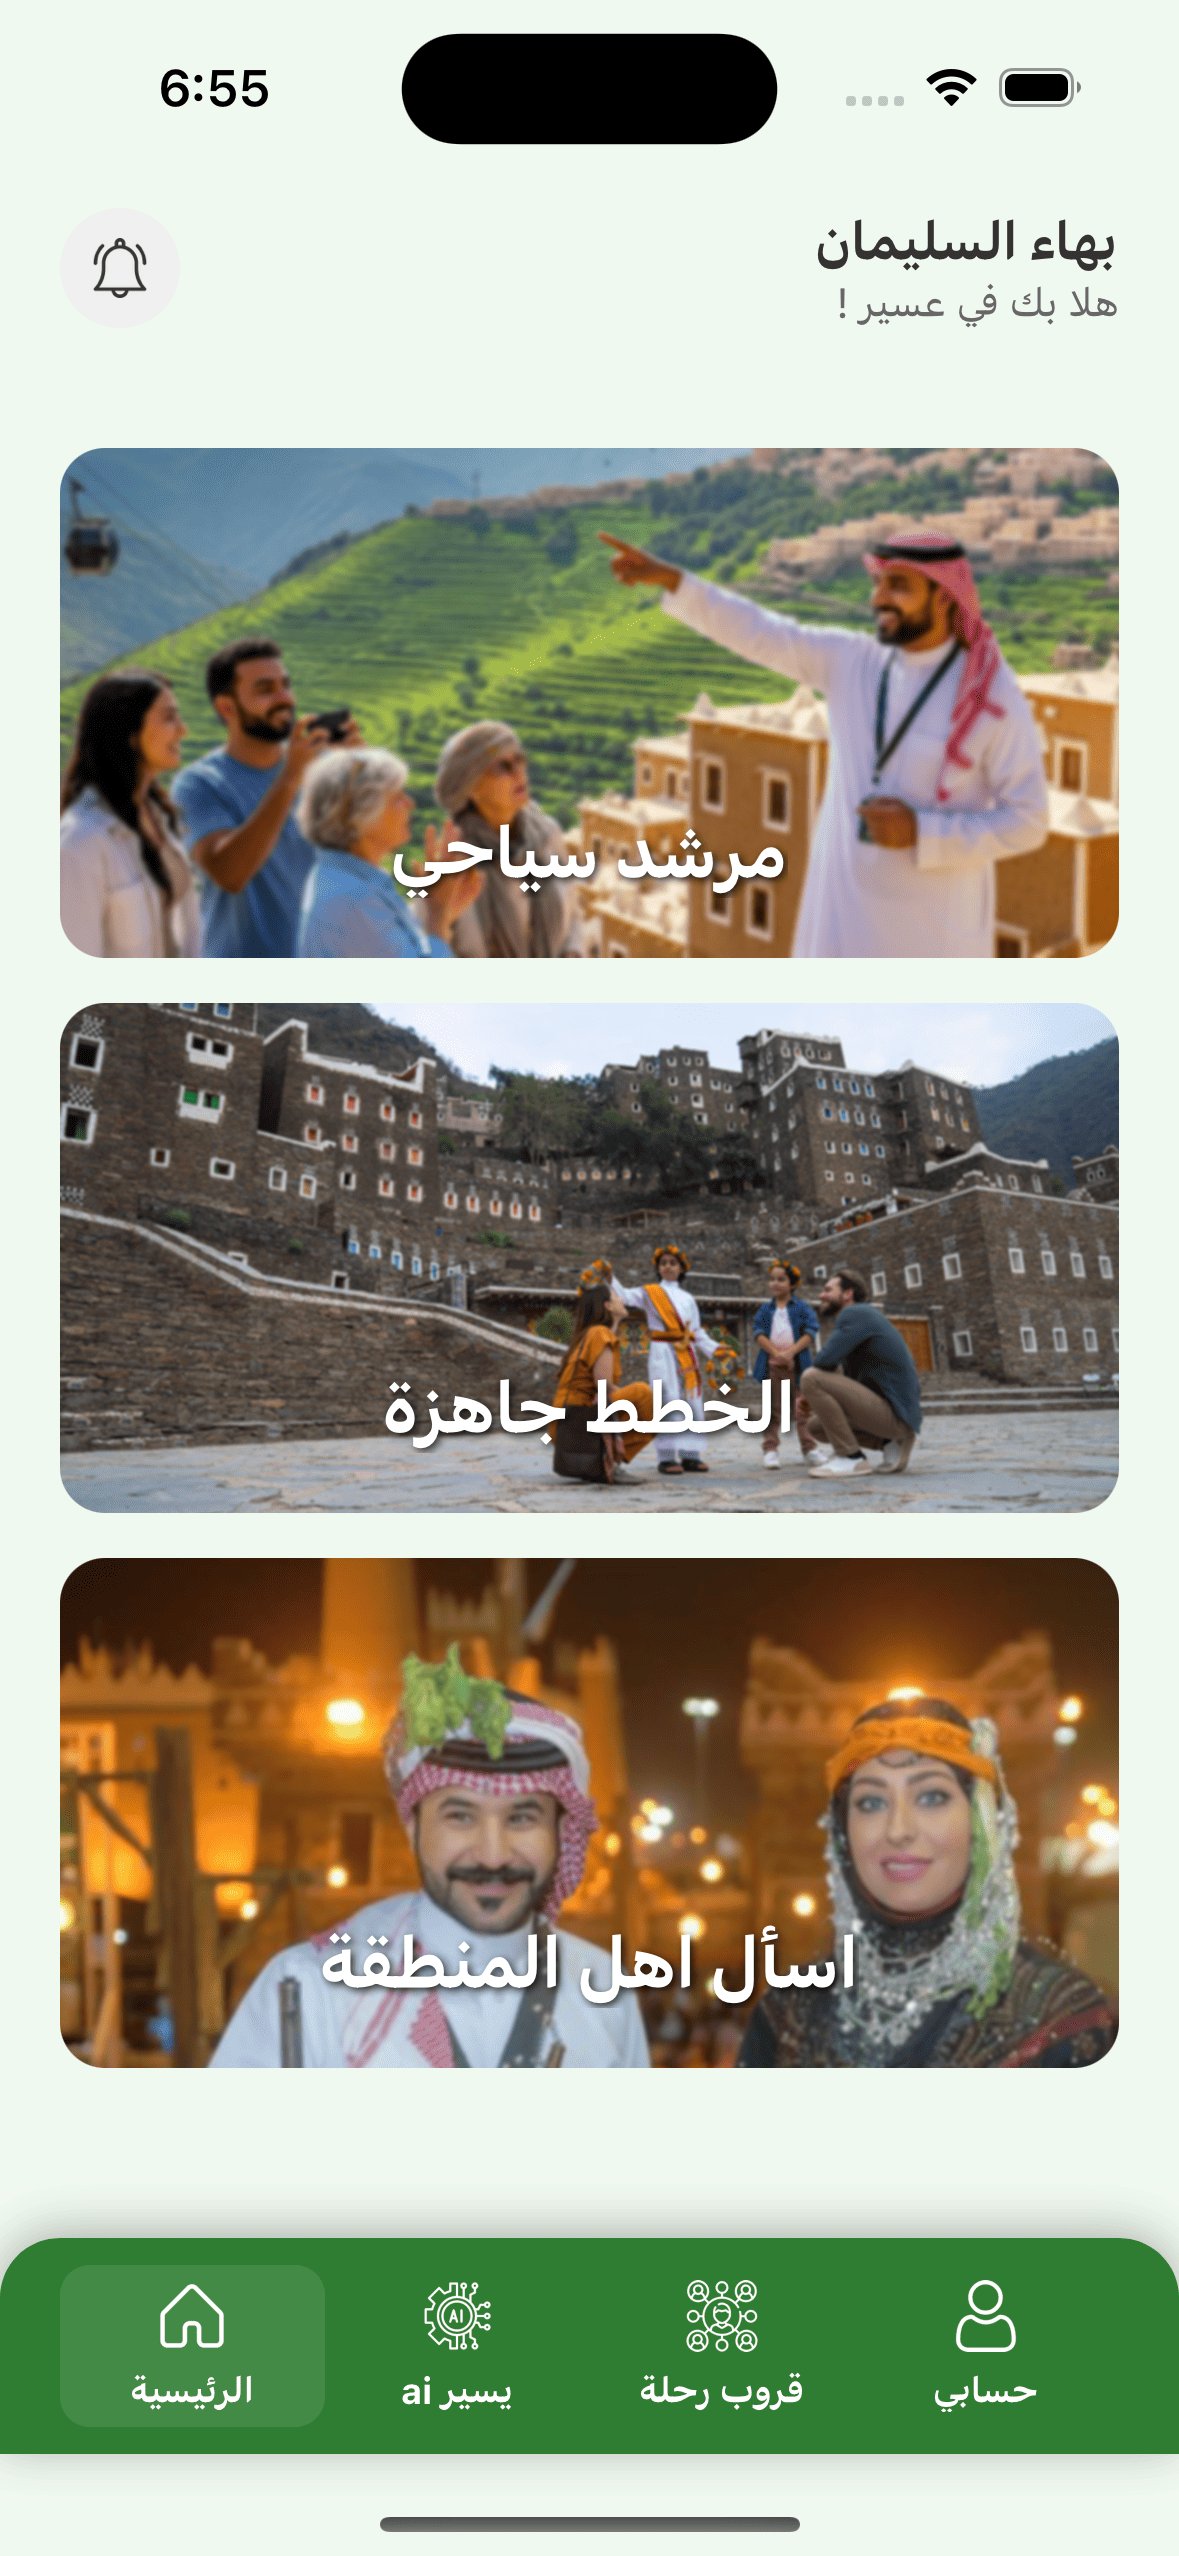 6:55
بهاء السليمان
هلا بك في عسير !
مرشد سياحي
الخطط جاهزة
اسأل اهل المنطقة
حسابي
قروب رحلة
AI
يسير ai
الرئيسية